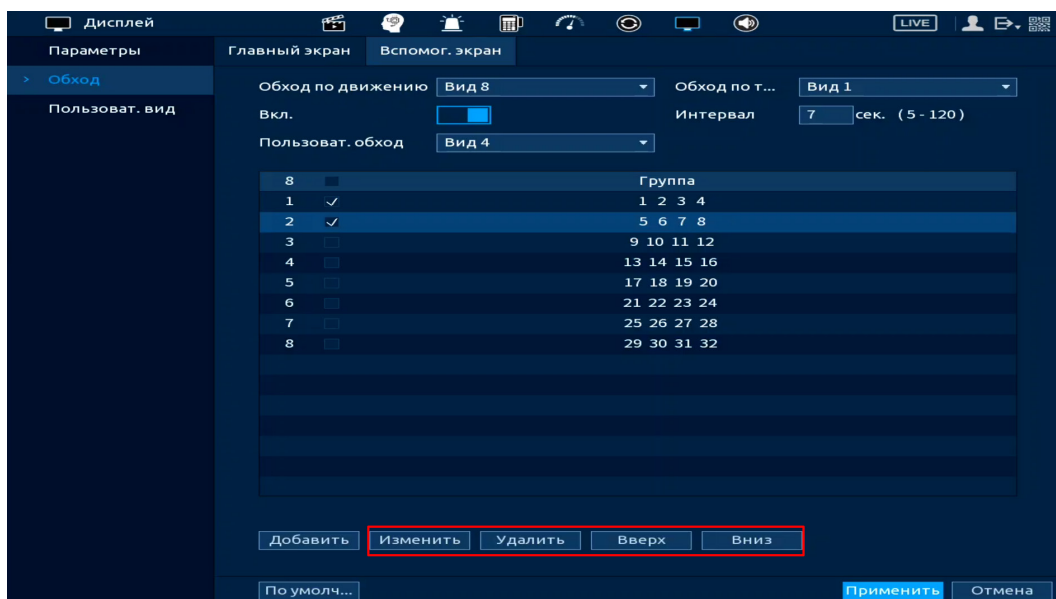 Дисплей LIVE
Параметры
Обход
Пользоват. вид
Главный экран Вспомог. экран
Обход по движению Вид 8 Обход по т... Вид 1
Вкл. Интервал 7 сек. (5 - 120)
Пользоват. обход Вид 4
8 Группа
1 1 2 3 4
2 5 6 7 8
3 9 10 11 12
4 13 14 15 16
5 17 18 19 20
6 21 22 23 24
7 25 26 27 28
8 29 30 31 32
Добавить Изменить Удалить Вверх Вниз
По умолч... Применить Отмена